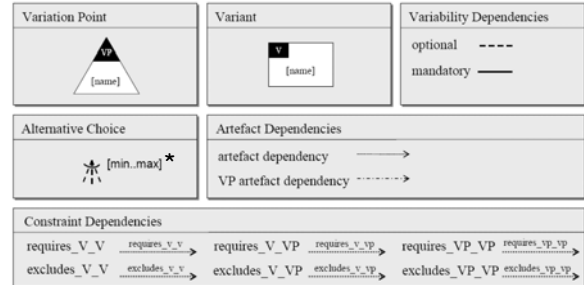 Variation Point
VP
[name]
Variant
V
[name]
Variability Dependencies
optional
mandatory
Alternative Choice
[min..max] *
Artefact Dependencies
artefact dependency
VP artefact dependency
Constraint Dependencies
requires_V_V requires_v_v requires_V_VP requires_v_vp requires_VP_VP requires_vp_vp
excludes_V_V excludes_v_v excludes_V_VP excludes_v_vp excludes_VP_VP excludes_vp_vp